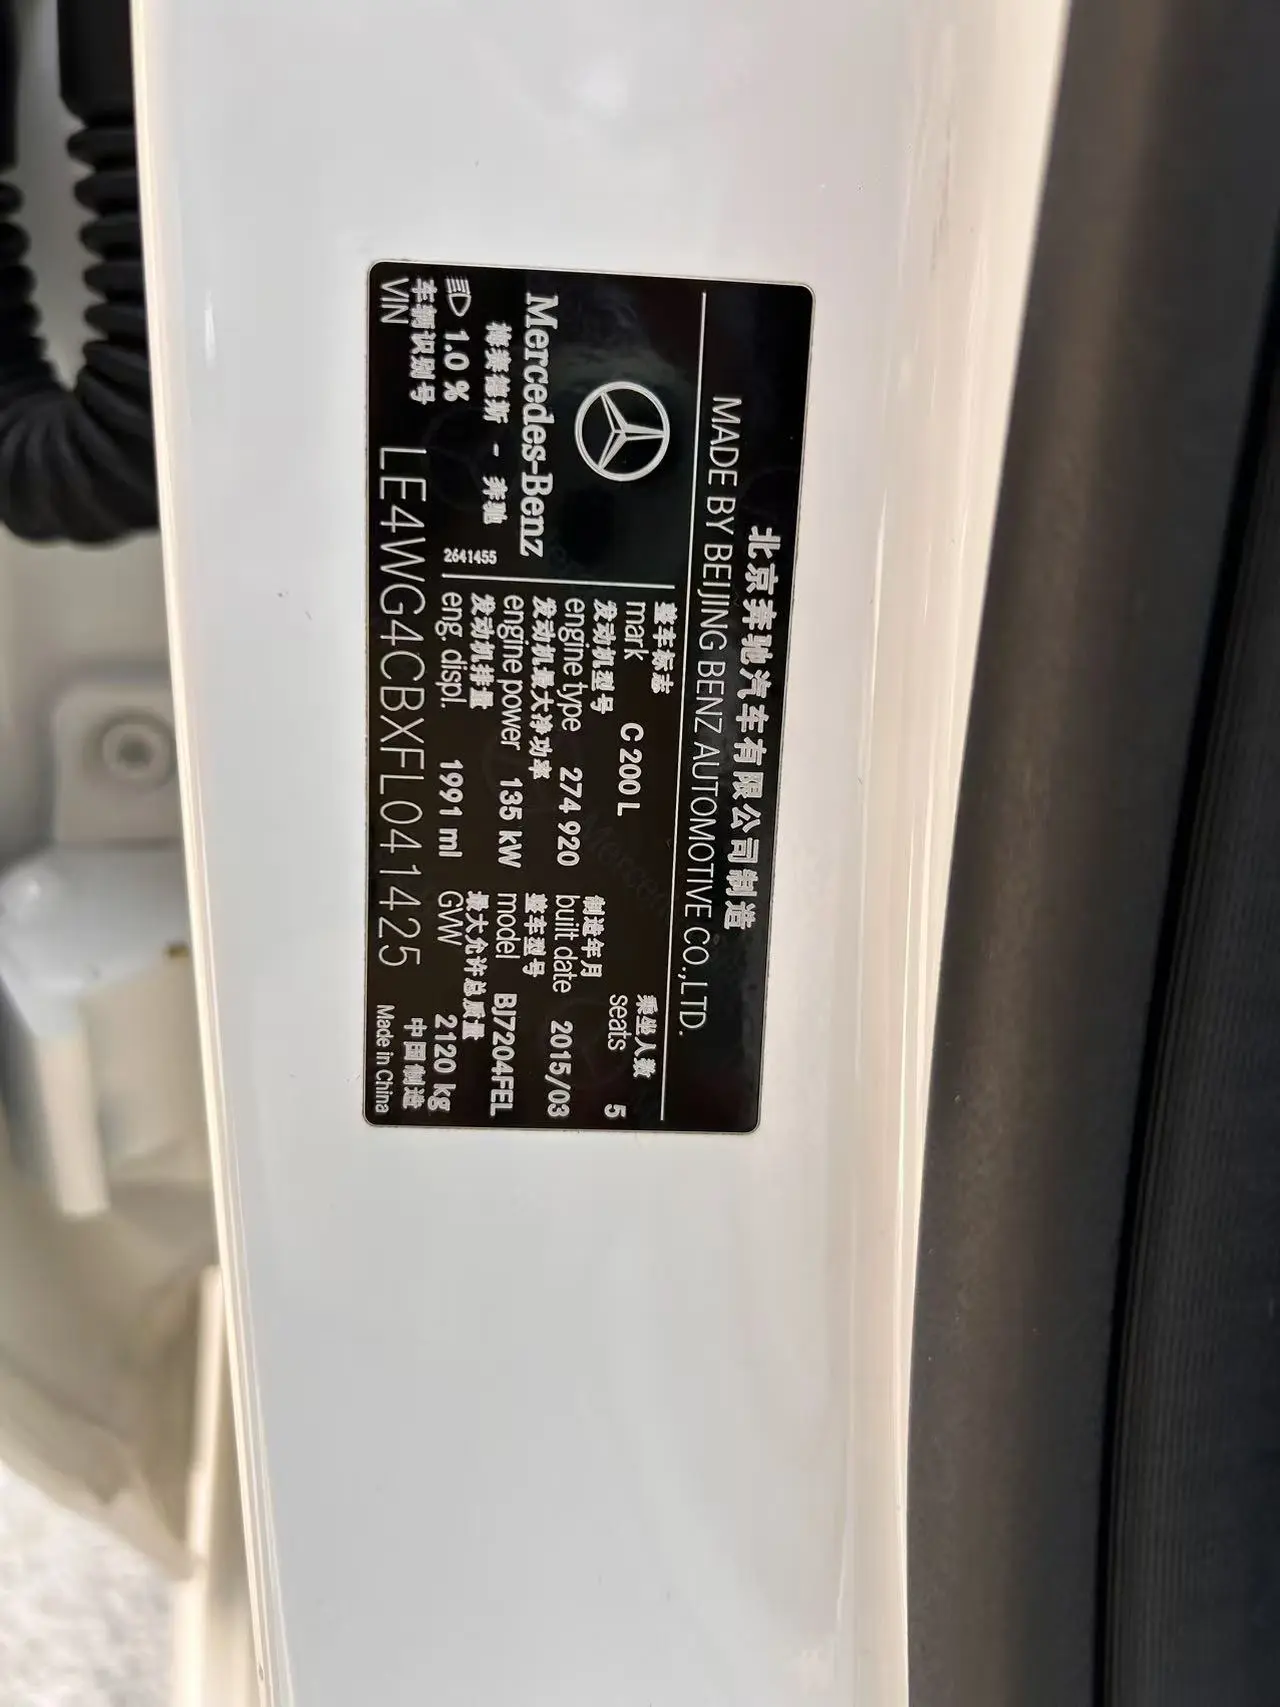 北京奔驰汽车有限公司制造
MADE BY BEIJING BENZ AUTOMOTIVE CO.,LTD.
Mercedes-Benz
梅赛德斯 - 奔驰
1.0 %
2641455
整车标志
mark C 200 L
乘坐人数
seats 5
发动机型号
engine type 274 920
制造年月
built date 2015/03
发动机最大净功率
engine power 135 kW
整车型号
model BJ7204FEL
发动机排量
eng. displ. 1991 ml
最大允许总质量
GVW 2120 kg
车辆识别号
VIN LE4WG4CBXFL041425
中国制造
Made in China